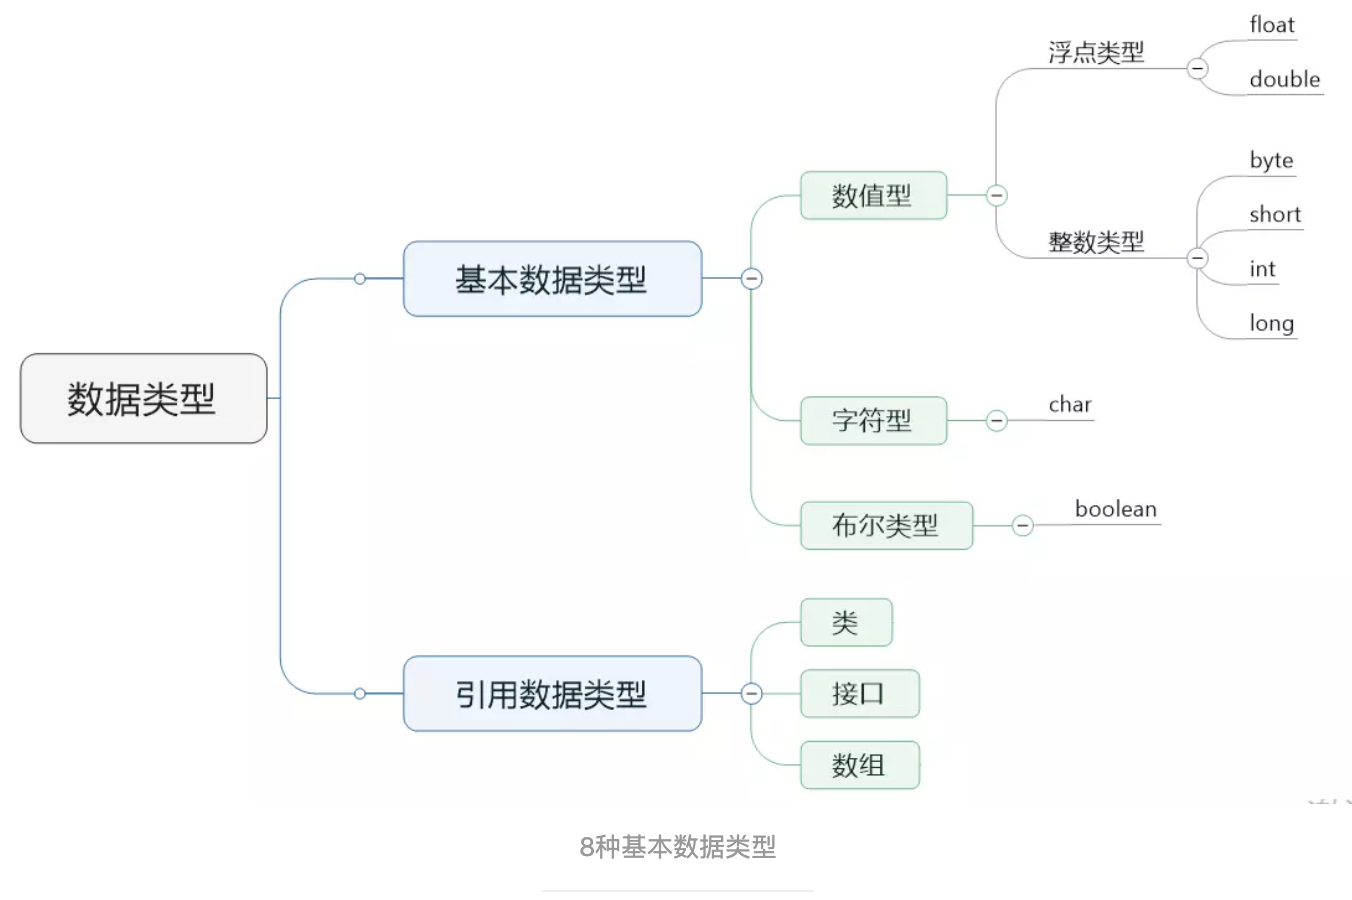 float
浮点类型
double
byte
数值型
short
整数类型
int
基本数据类型
long
数据类型
char
字符型
boolean
布尔类型
类
引用数据类型
接口
数组
8种基本数据类型